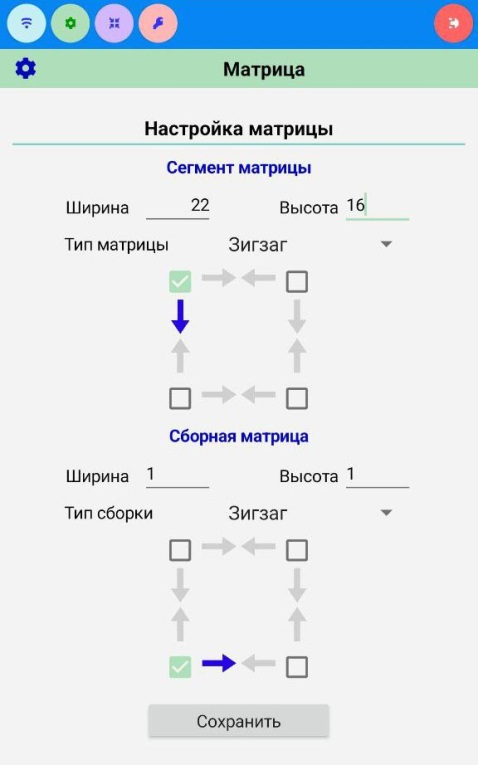 Матрица
Настройка матрицы
Сегмент матрицы
Ширина 22 Высота 16
Тип матрицы Зигзаг
Сборная матрица
Ширина 1 Высота 1
Тип сборки Зигзаг
Сохранить